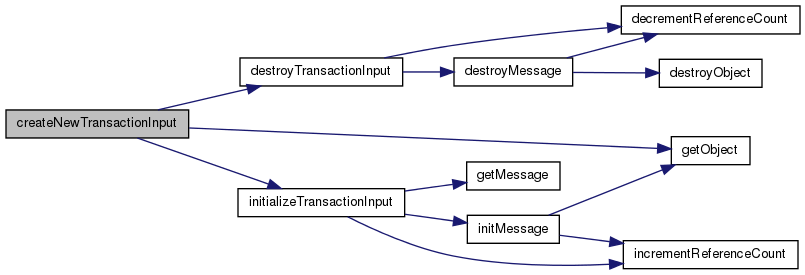 decrementReferenceCount
destroyTransactionInput
destroyMessage
destroyObject
createNewTransactionInput
getObject
getMessage
initializeTransactionInput
initMessage
incrementReferenceCount